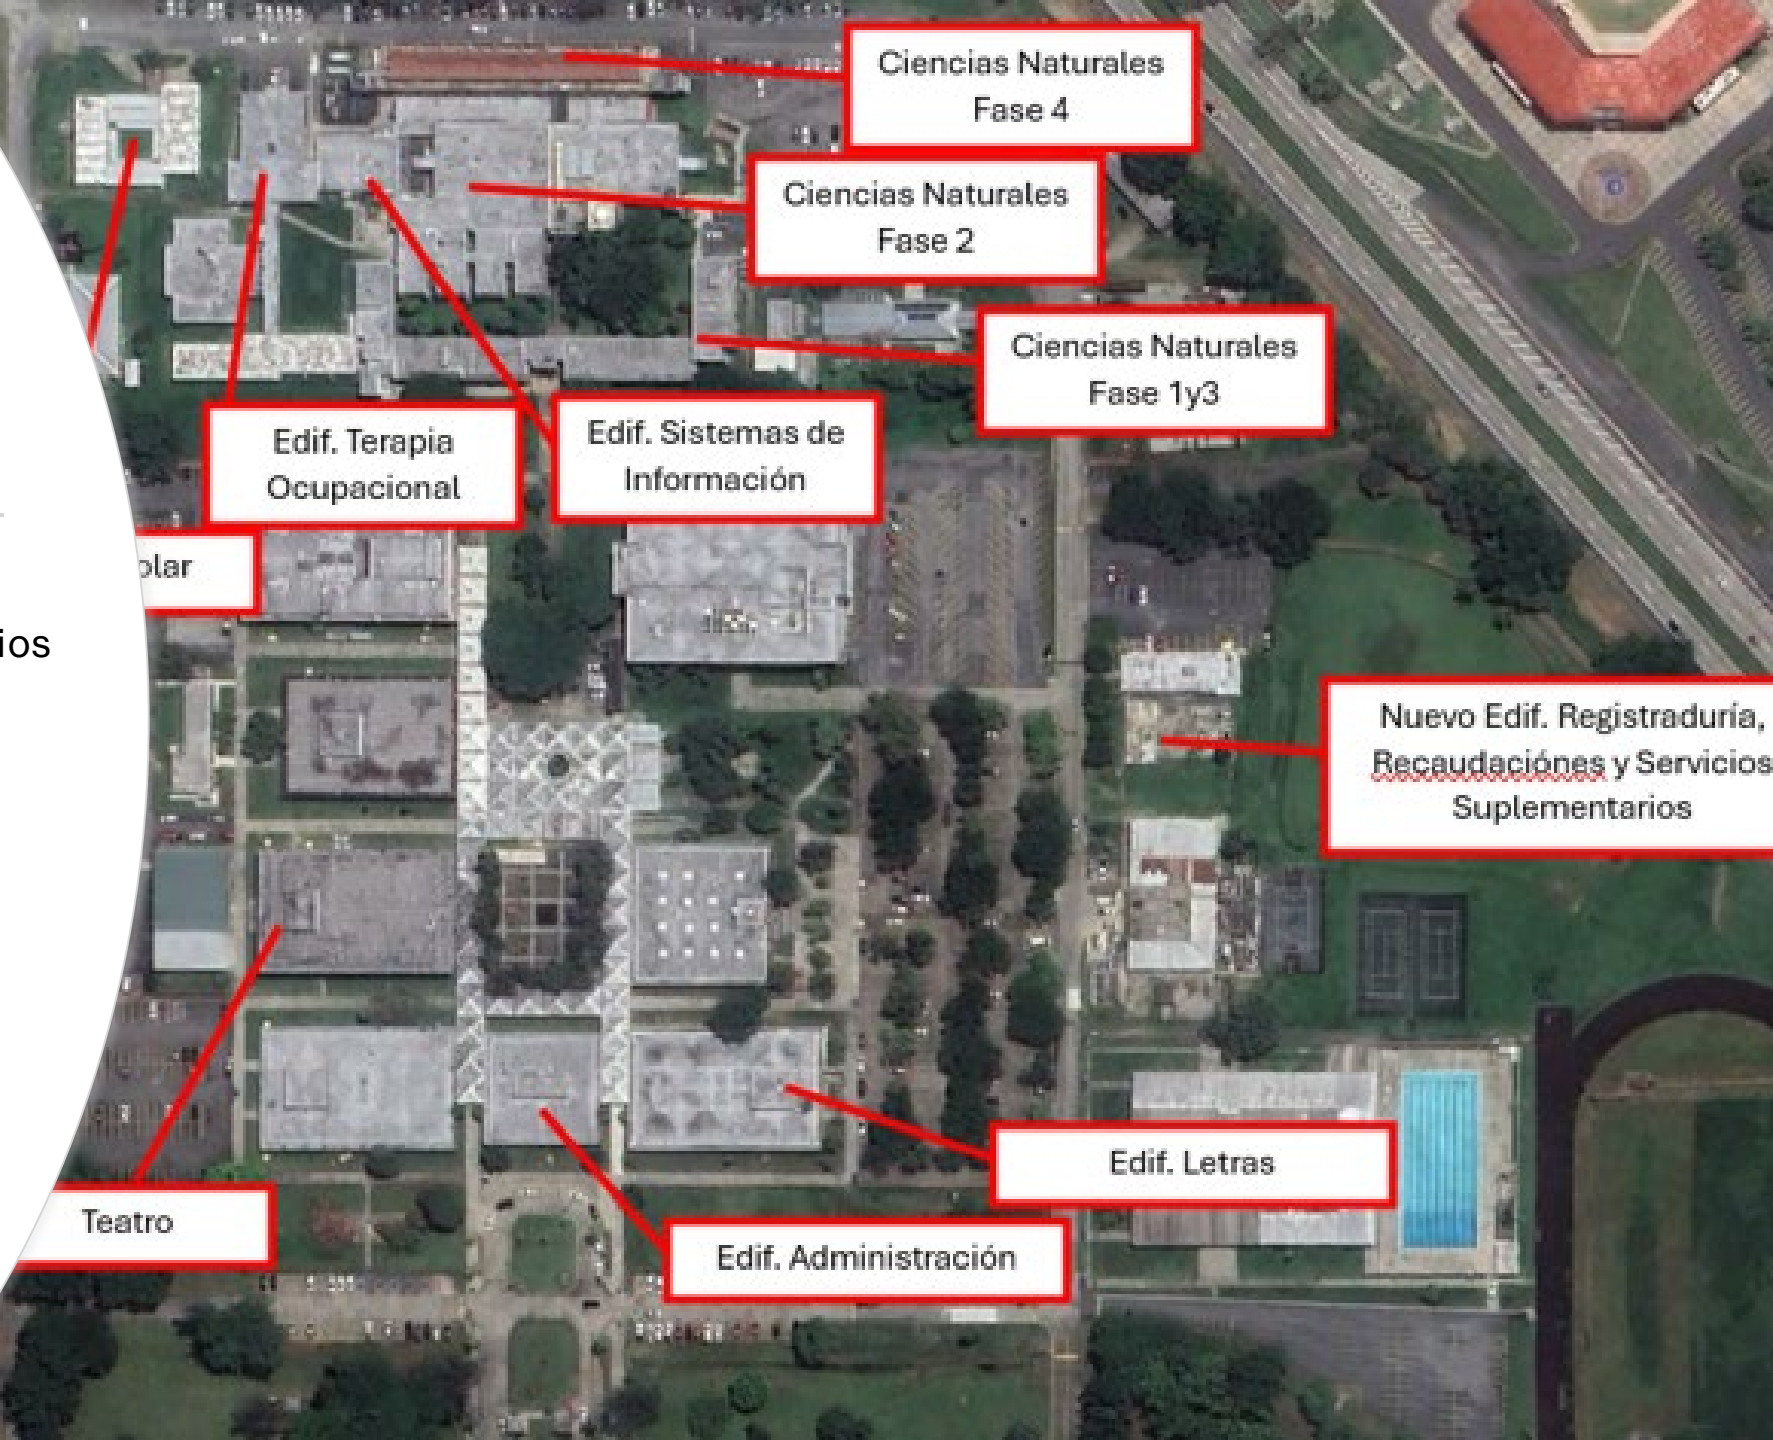 Ciencias Naturales
Fase 4
Ciencias Naturales
Fase 2
Ciencias Naturales
Fase 1y3
Edif. Terapia
Ocupacional
Edif. Sistemas de
Información
olar
ios
Nuevo Edif. Registraduría,
Recaudaciónes y Servicios
Suplementarios
Edif. Letras
Teatro
Edif. Administración